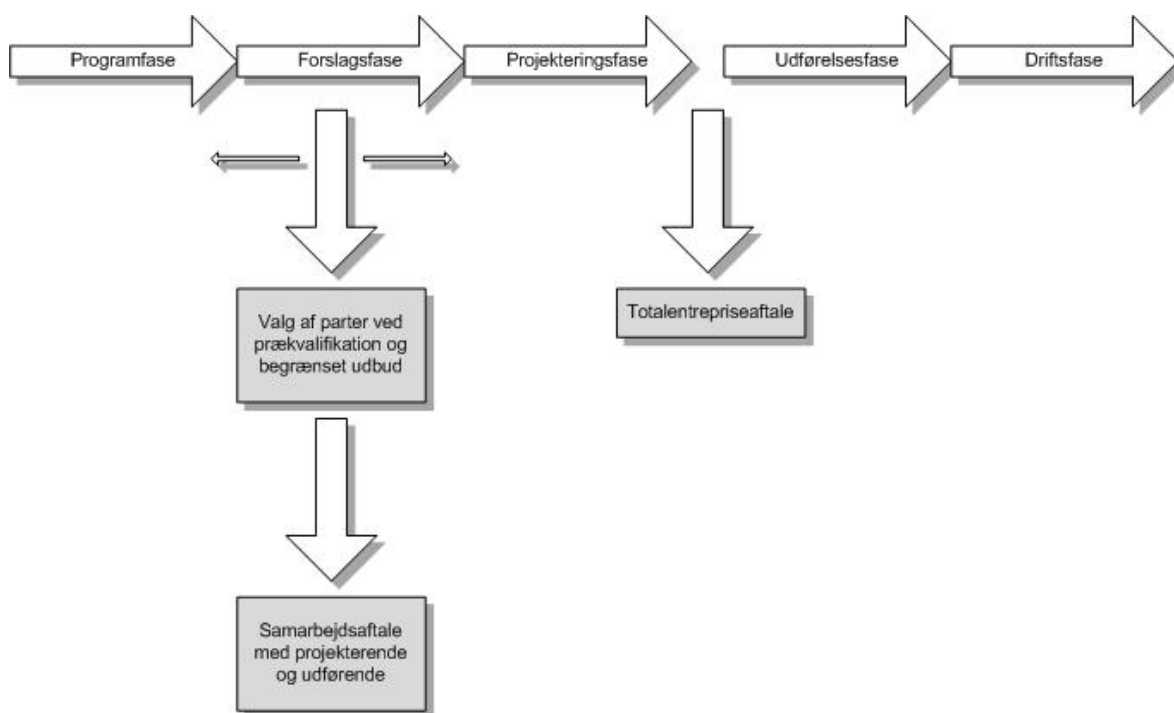 Programfase
Forslagsfase
Projekteringsfase
Udførelsesfase
Driftsfase
Valg af parter ved
prækvalifikation og
begrænset udbud
Totalentrepriseaftale
Samarbejdsaftale
med projekterende
og udførende